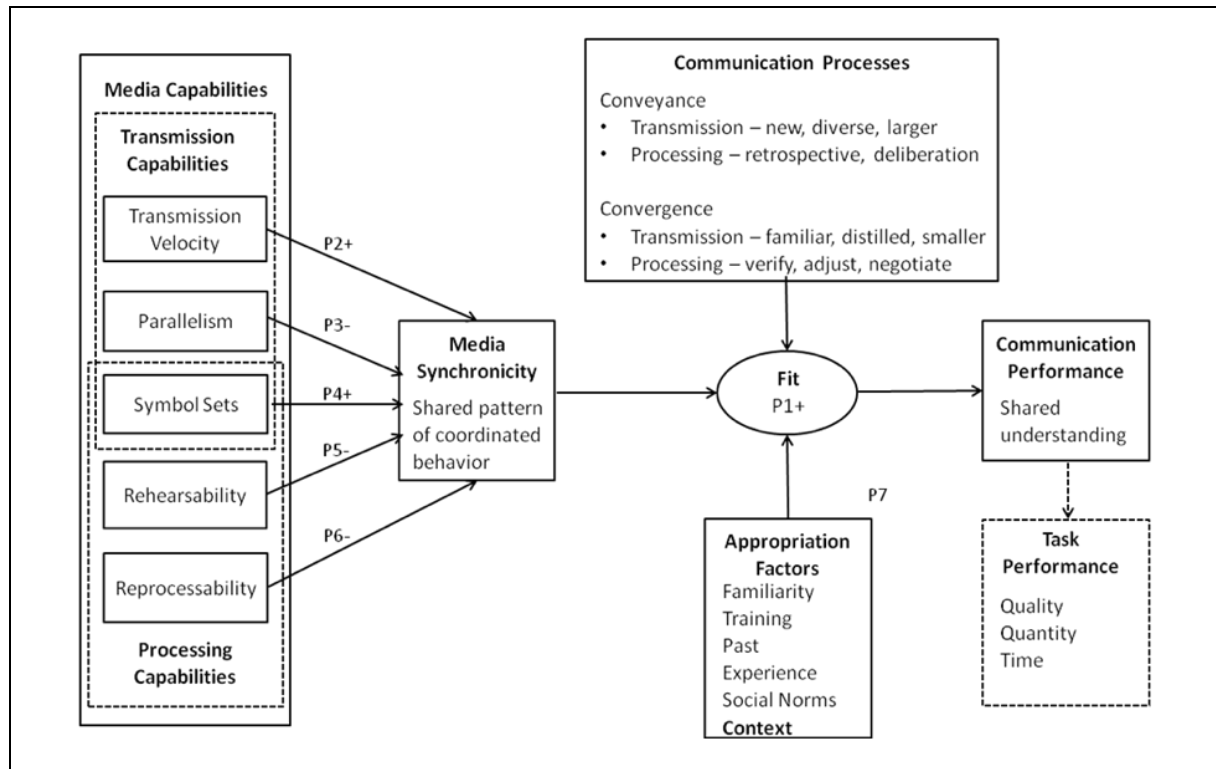 Media Capabilities
Transmission
Capabilities
Transmission
Velocity
Parallelism
Symbol Sets
Rehearsability
Reprocessability
Processing
Capabilities
P2+
P3-
P4+
P5-
P6-
Media
Synchronicity
Shared pattern
of coordinated
behavior
Communication Processes
Conveyance
• Transmission – new, diverse, larger
• Processing – retrospective, deliberation
Convergence
• Transmission – familiar, distilled, smaller
• Processing – verify, adjust, negotiate
Fit
P1+
P7
Appropriation
Factors
Familiarity
Training
Past
Experience
Social Norms
Context
Communication
Performance
Shared
understanding
Task
Performance
Quality
Quantity
Time